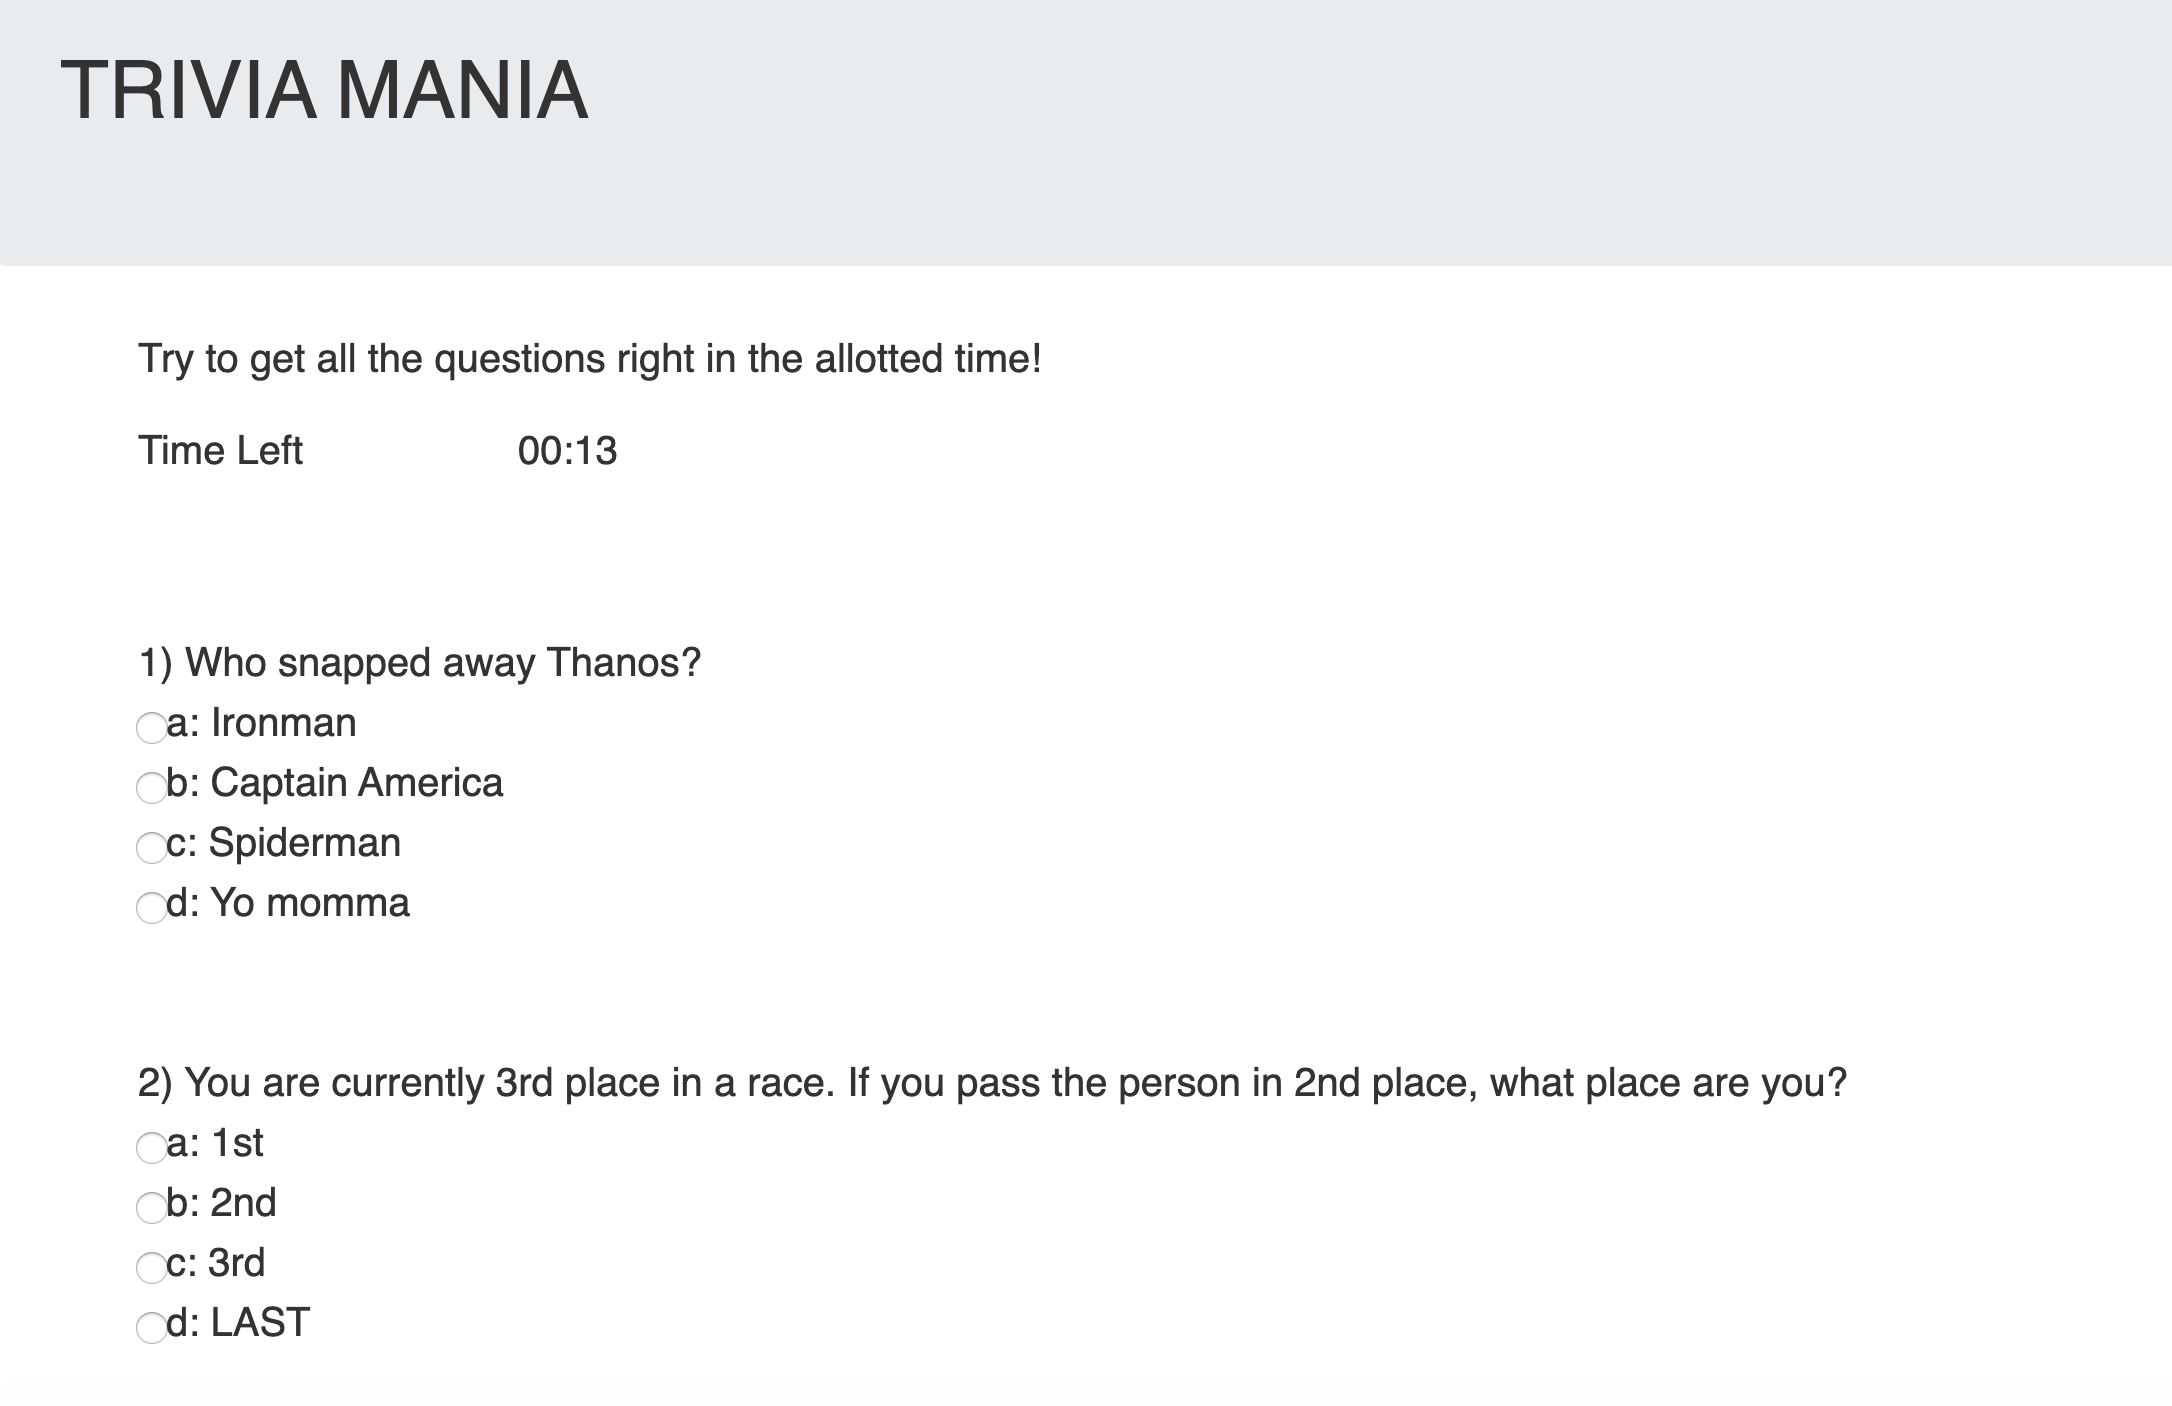 TRIVIA MANIA
Try to get all the questions right in the allotted time!
Time Left 00:13
1) Who snapped away Thanos?
a: Ironman
b: Captain America
c: Spiderman
d: Yo momma
2) You are currently 3rd place in a race. If you pass the person in 2nd place, what place are you?
a: 1st
b: 2nd
c: 3rd
d: LAST